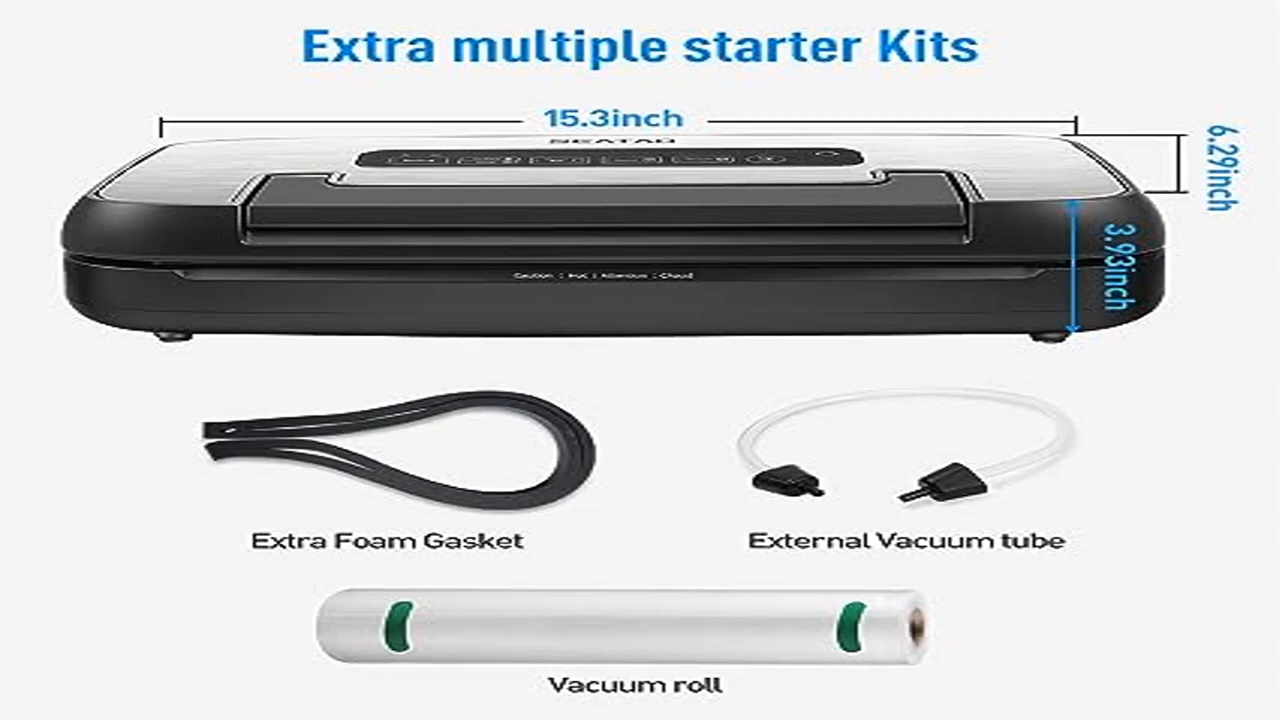 Extra multiple starter Kits
15.3inch
6.29inch
3.93inch
Extra Foam Gasket
External Vacuum tube
Vacuum roll